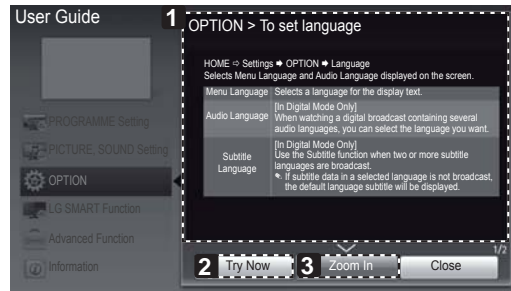 User Guide
1
OPTION > To set language
HOME ⇨ Settings ➡ OPTION ➡ Language
Selects Menu Language and Audio Language displayed on the screen.
Menu Language Selects a language for the display text.
Audio Language [In Digital Mode Only]
When watching a digital broadcast containing several
audio languages, you can select the language you want.
Subtitle Language [In Digital Mode Only]
Use the Subtitle function when two or more subtitle
languages are broadcast.
If subtitle data in a selected language is not broadcast,
the default language subtitle will be displayed.
PROGRAMME Setting
PICTURE, SOUND Setting
OPTION
LG SMART Function
Advanced Function
Information
1/2
2 Try Now
3 Zoom In
Close